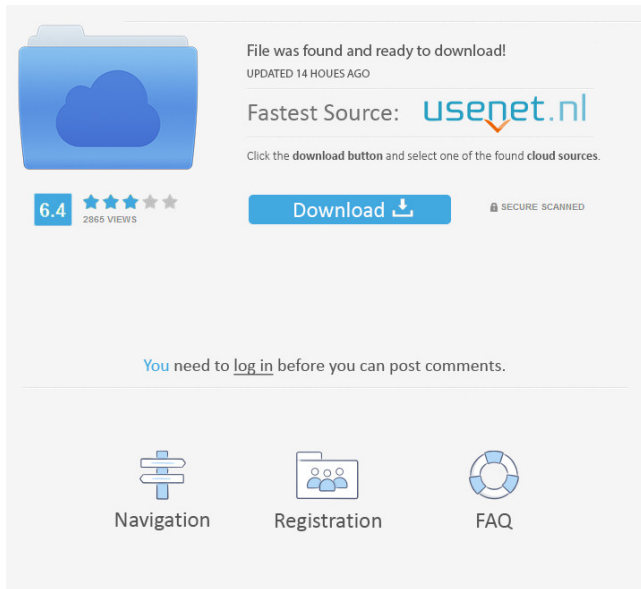 File was found and ready to download!
UPDATED 14 HOUES AGO
Fastest Source: usenet.nl
Click the download button and select one of the found cloud sources.
6.4
2865 VIEWS
Download
SECURE SCANNED
You need to log in before you can post comments.
Navigation
Registration
FAQ